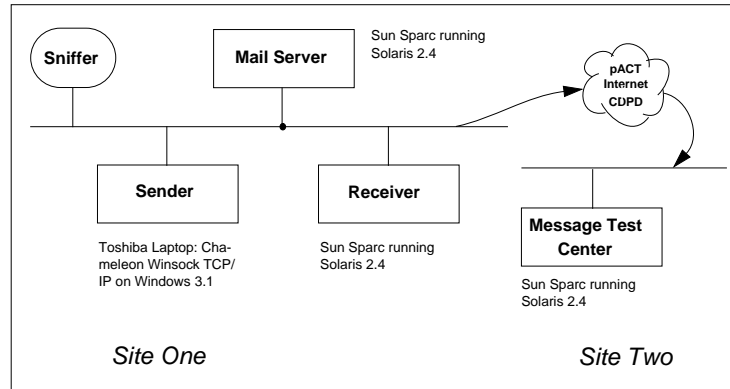 Sniffer
Mail Server
Sun Sparc running
Solaris 2.4
pACT
Internet
CDPD
Sender
Receiver
Toshiba Laptop: Cha-
meleon Winsock TCP/
IP on Windows 3.1
Sun Sparc running
Solaris 2.4
Message Test
Center
Sun Sparc running
Solaris 2.4
Site One
Site Two